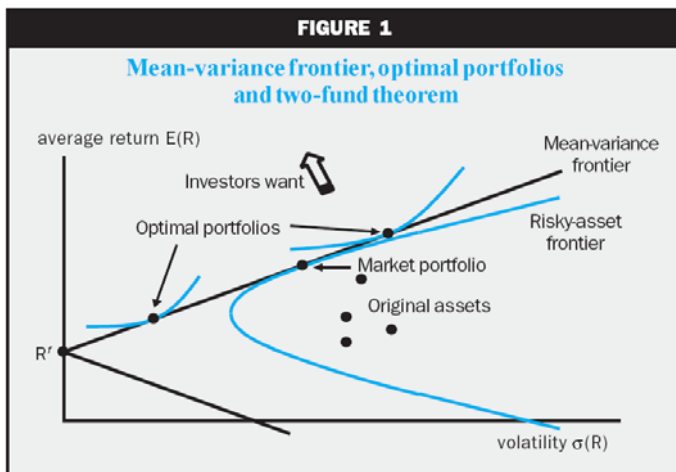 FIGURE 1
Mean-variance frontier, optimal portfolios
and two-fund theorem
average return E(R)
Mean-variance
frontier
Investors want
Optimal portfolios
Risky-asset
frontier
Market portfolio
Original assets
Rᶠ
volatility σ(R)